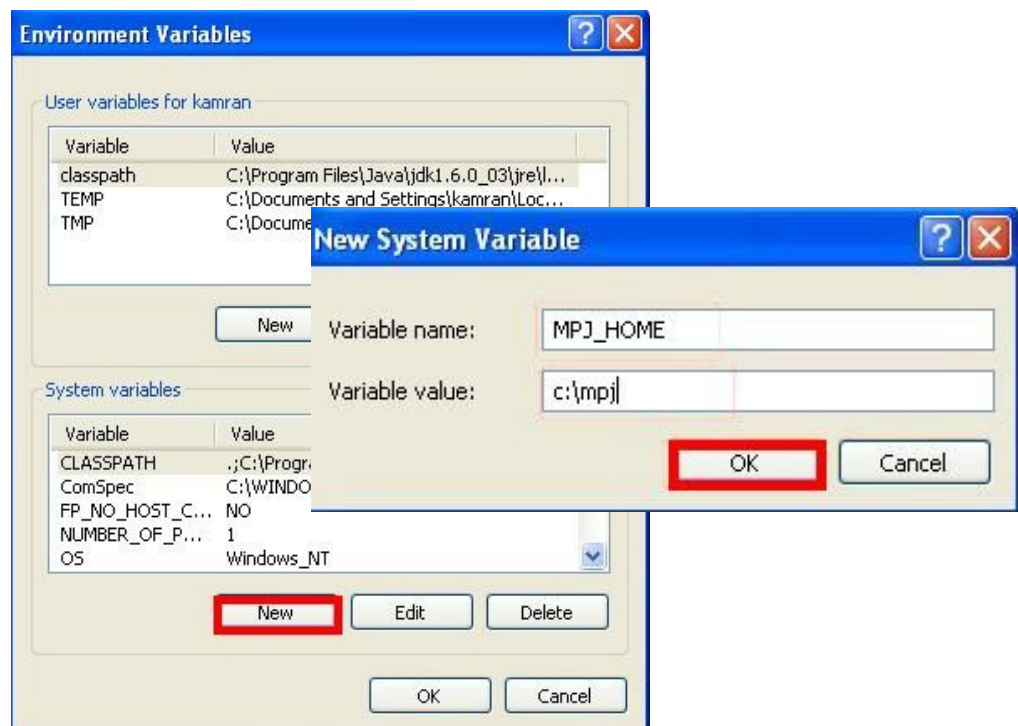 Environment Variables
User variables for kamran
Variable Value
classpath C:\Program Files\Java\jdk1.6.0_03\jre\l...
TEMP C:\Documents and Settings\kamran\Loc...
TMP C:\Docume
New
System variables
Variable Value
CLASSPATH .;C:\Progra
ComSpec C:\WINDO
FP_NO_HOST_C... NO
NUMBER_OF_P... 1
OS Windows_NT
New Edit Delete
OK Cancel
New System Variable
Variable name: MPJ_HOME
Variable value: c:\mpj
OK Cancel